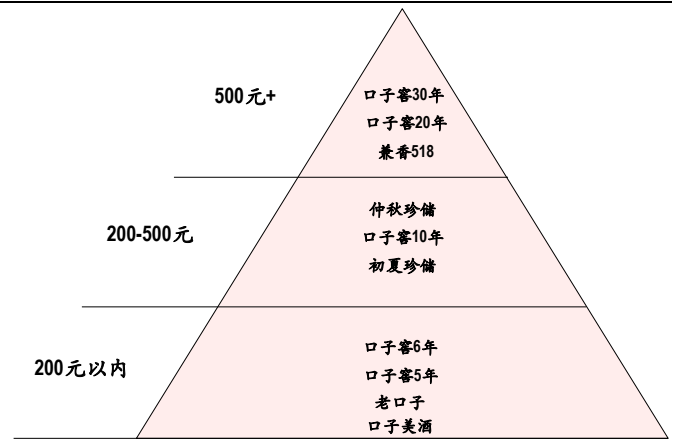 500元+
口子窖30年
口子窖20年
兼香518
200-500元
仲秋珍储
口子窖10年
初夏珍储
200元以内
口子窖6年
口子窖5年
老口子
口子美酒